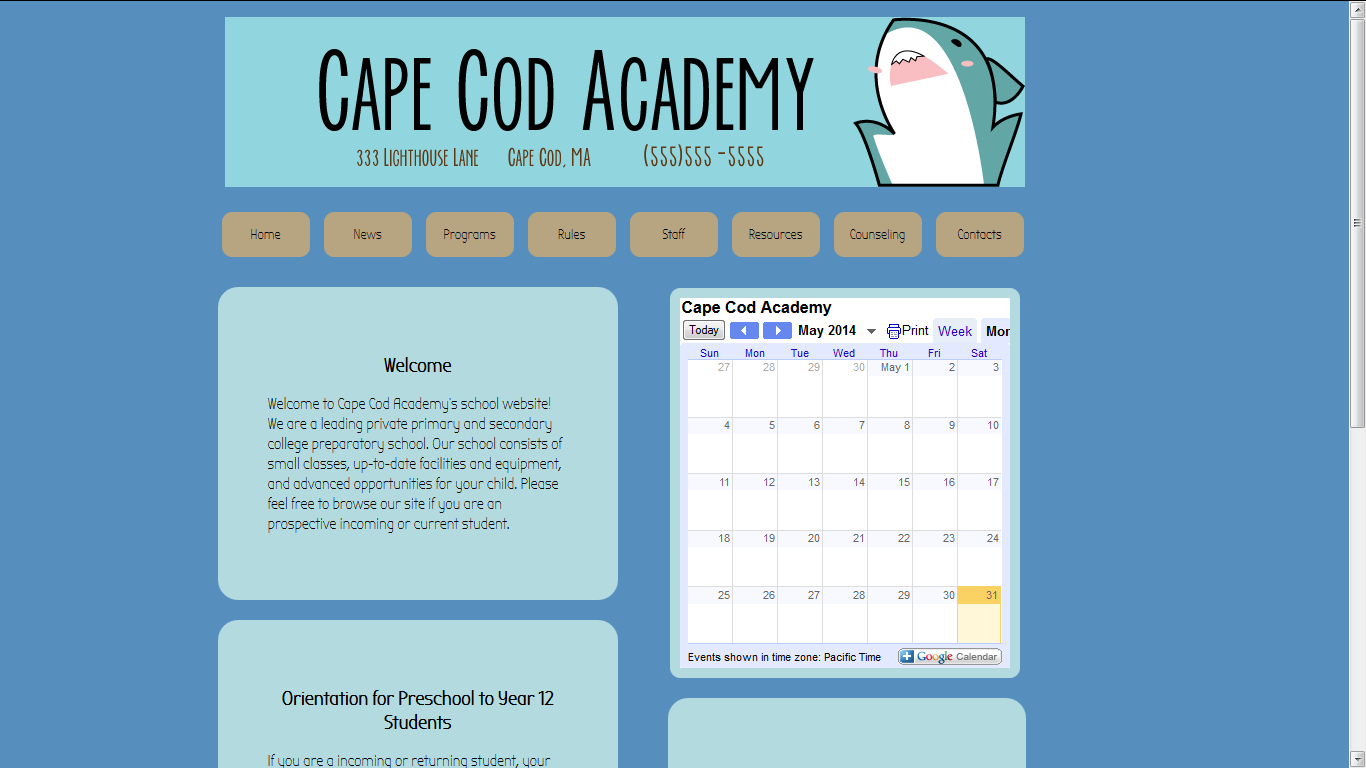 Cape Cod Academy
333 Lighthouse Lane Cape Cod, MA (555)555 -5555
Home News Programs Rules Staff Resources Counseling Contacts
Welcome
Welcome to Cape Cod Academy's school website!
We are a leading private primary and secondary
college preparatory school. Our school consists of
small classes, up-to-date facilities and equipment,
and advanced opportunities for your child. Please
feel free to browse our site if you are an
prospective incoming or current student.
Orientation for Preschool to Year 12
Students
If you are a incoming or returning student, your
Cape Cod Academy
Today May 2014 Print Week Mor
Sun Mon Tue Wed Thu Fri Sat
27 28 29 30 May 1 2 3
4 5 6 7 8 9 10
11 12 13 14 15 16 17
18 19 20 21 22 23 24
25 26 27 28 29 30 31
Events shown in time zone: Pacific Time Google Calendar